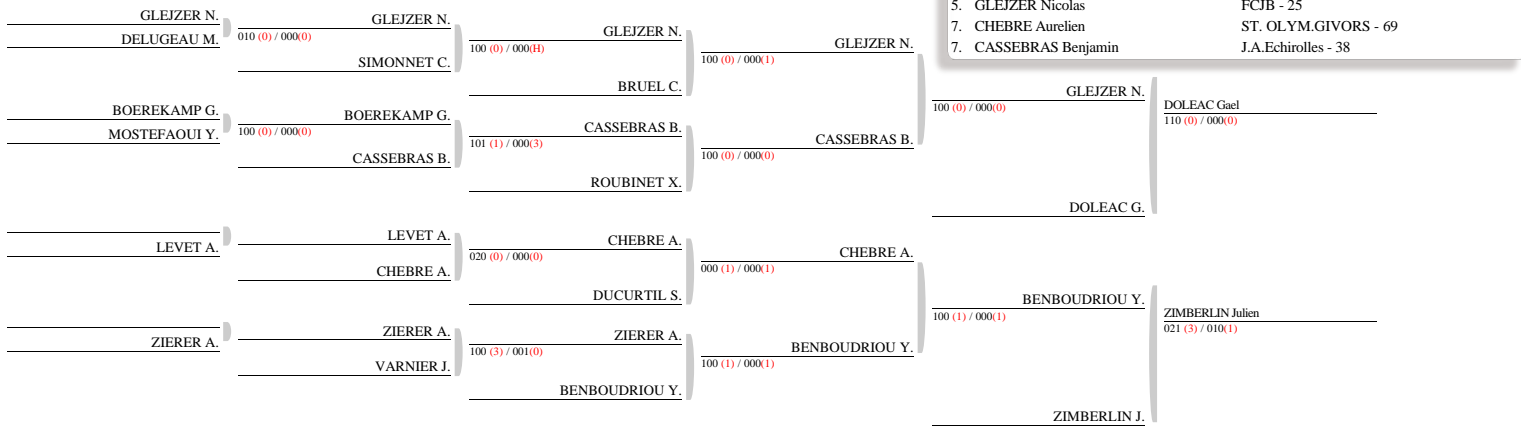 5. GLEJZER Nicolas FCJB - 25
7. CHEBRE Aurelien ST. OLYM.GIVORS - 69
7. CASSEBRAS Benjamin J.A.Echirolles - 38
GLEJZER N.
DELUGEAU M.
BOEREKAMP G.
MOSTEFAOUI Y.
LEVET A.
ZIERER A.
GLEJZER N.
010 (0) / 000(0)
SIMONNET C.
BOEREKAMP G.
100 (0) / 000(0)
CASSEBRAS B.
LEVET A.
CHEBRE A.
ZIERER A.
VARNIER J.
GLEJZER N.
100 (0) / 000(H)
BRUEL C.
CASSEBRAS B.
101 (1) / 000(3)
ROUBINET X.
CHEBRE A.
020 (0) / 000(0)
DUCURTIL S.
ZIERER A.
100 (3) / 001(0)
BENBOUDRIOU Y.
GLEJZER N.
100 (0) / 000(1)
CASSEBRAS B.
100 (0) / 000(0)
CHEBRE A.
000 (1) / 000(1)
BENBOUDRIOU Y.
100 (1) / 000(1)
GLEJZER N.
100 (0) / 000(0)
DOLEAC G.
BENBOUDRIOU Y.
100 (1) / 000(1)
ZIMBERLIN J.
DOLEAC Gael
110 (0) / 000(0)
ZIMBERLIN Julien
021 (3) / 010(1)